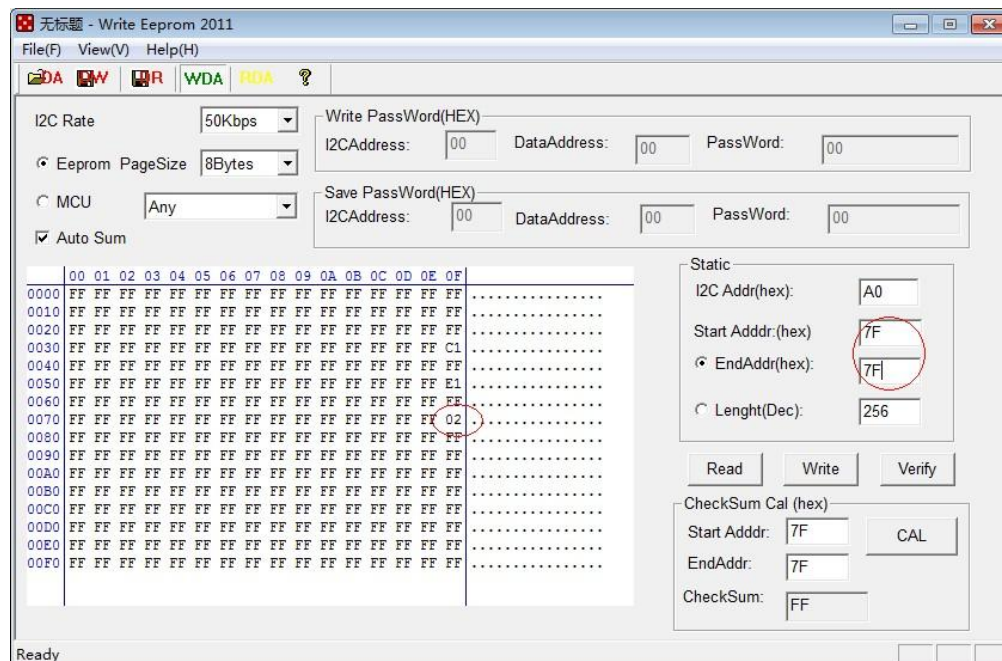 无标题 - Write Eeprom 2011
File(F) View(V) Help(H)
DA W R WDA RDA ?
I2C Rate 50Kbps
Eeprom PageSize 8Bytes
MCU Any
Auto Sum
Write PassWord(HEX)
I2CAddress: 00 DataAddress: 00 PassWord: 00
Save PassWord(HEX)
I2CAddress: 00 DataAddress: 00 PassWord: 00
00 01 02 03 04 05 06 07 08 09 0A 0B 0C 0D 0E 0F
0000 FF FF FF FF FF FF FF FF FF FF FF FF FF FF FF FF ................
0010 FF FF FF FF FF FF FF FF FF FF FF FF FF FF FF FF ................
0020 FF FF FF FF FF FF FF FF FF FF FF FF FF FF FF FF ................
0030 FF FF FF FF FF FF FF FF FF FF FF FF FF FF FF C1 ................
0040 FF FF FF FF FF FF FF FF FF FF FF FF FF FF FF FF ................
0050 FF FF FF FF FF FF FF FF FF FF FF FF FF FF FF E1 ................
0060 FF FF FF FF FF FF FF FF FF FF FF FF FF FF FF FF ................
0070 FF FF FF FF FF FF FF FF FF FF FF FF FF FF FF 02 ................
0080 FF FF FF FF FF FF FF FF FF FF FF FF FF FF FF FF ................
0090 FF FF FF FF FF FF FF FF FF FF FF FF FF FF FF FF ................
00A0 FF FF FF FF FF FF FF FF FF FF FF FF FF FF FF FF ................
00B0 FF FF FF FF FF FF FF FF FF FF FF FF FF FF FF FF ................
00C0 FF FF FF FF FF FF FF FF FF FF FF FF FF FF FF FF ................
00D0 FF FF FF FF FF FF FF FF FF FF FF FF FF FF FF FF ................
00E0 FF FF FF FF FF FF FF FF FF FF FF FF FF FF FF FF ................
00F0 FF FF FF FF FF FF FF FF FF FF FF FF FF FF FF FF ................
Static
I2C Addr(hex): A0
Start Adddr:(hex) 7F
EndAddr(hex): 7F
Lenght(Dec): 256
Read Write Verify
CheckSum Cal (hex)
Start Adddr: 7F CAL
EndAddr: 7F
CheckSum: FF
Ready